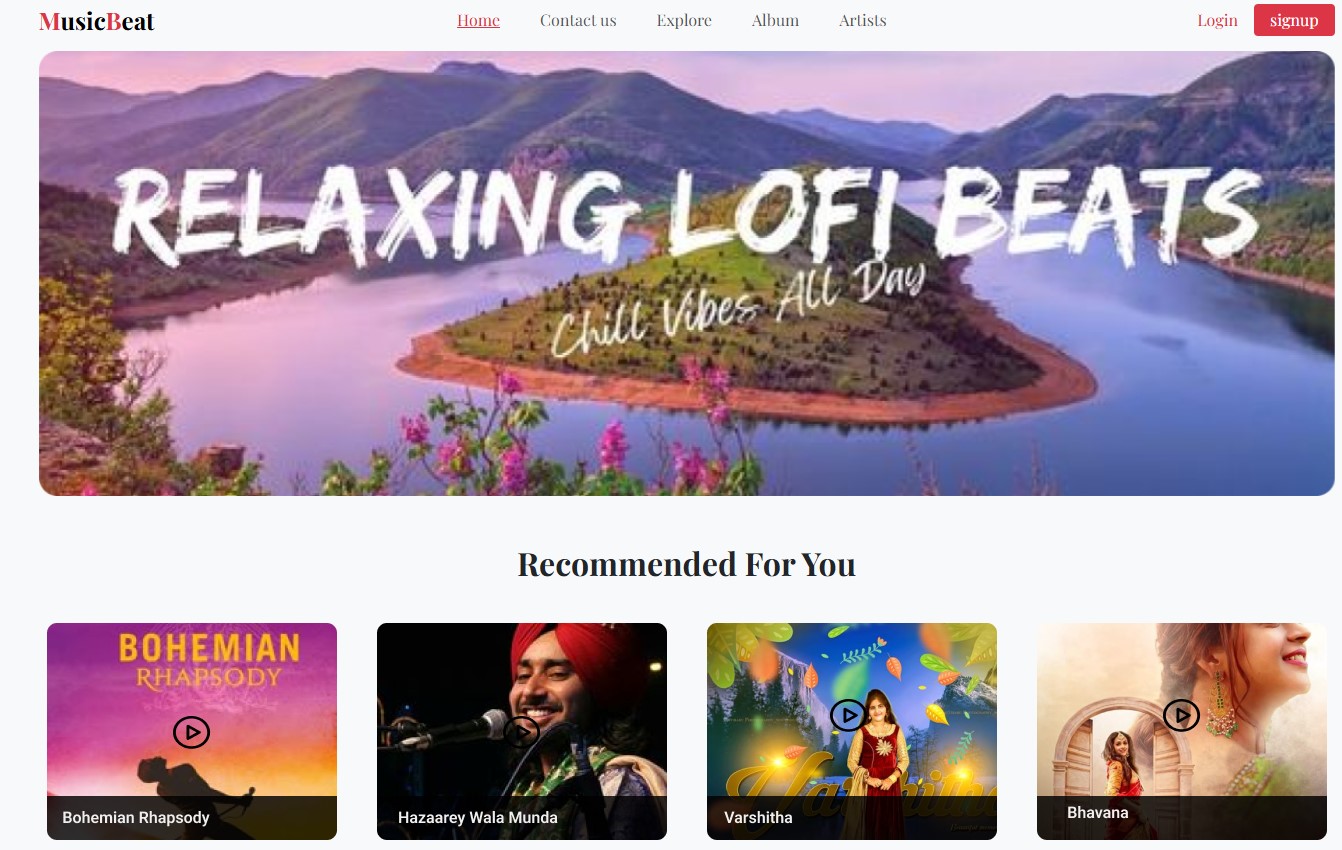 MusicBeat
Home Contact us Explore Album Artists
Login signup
RELAXING LOFI BEATS
Chill Vibes All Day
Recommended For You
BOHEMIAN
RHAPSODY
Bohemian Rhapsody
Hazaarey Wala Munda
Varshitha
Varshitha
Bhavana